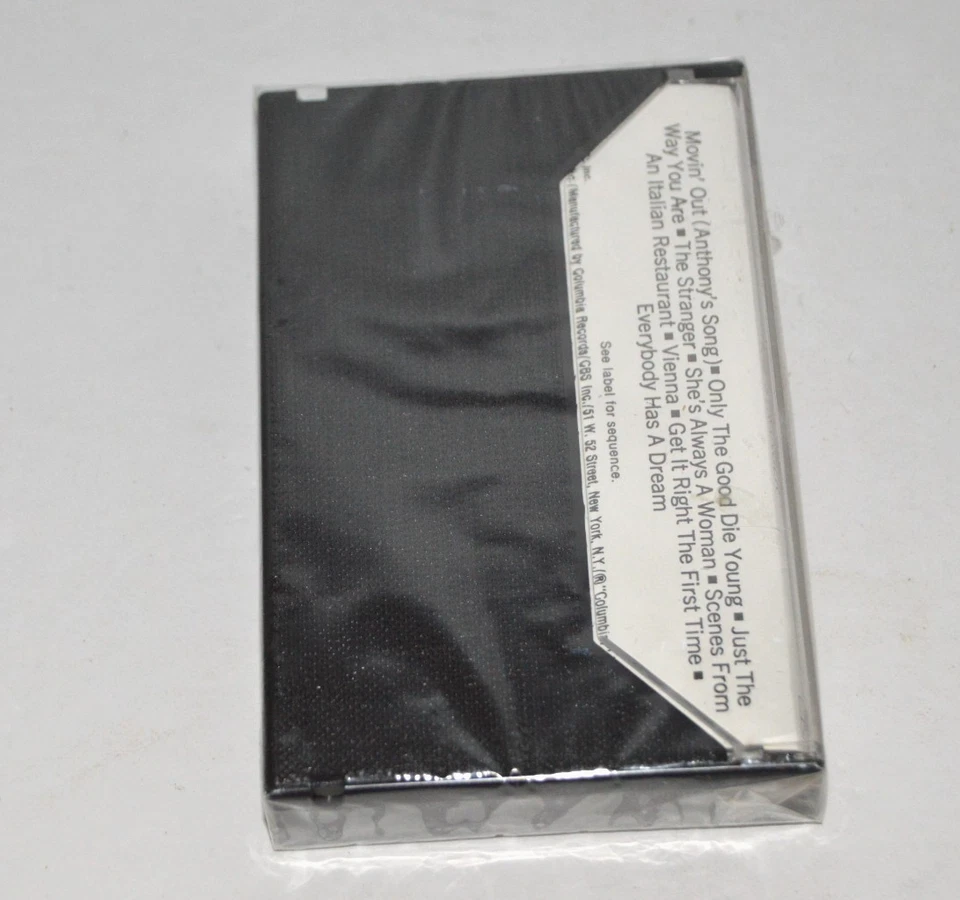 Movin' Out (Anthony's Song) ▪ Only The Good Die Young ▪ Just The
Way You Are ▪ The Stranger ▪ She's Always A Woman ▪ Scenes From
An Italian Restaurant ▪ Vienna ▪ Get It Right The First Time ▪
Everybody Has A Dream
See label for sequence.
Inc.
/Manufactured by Columbia Records/CBS Inc./51 W. 52 Street, New York, N.Y./® "Columbia